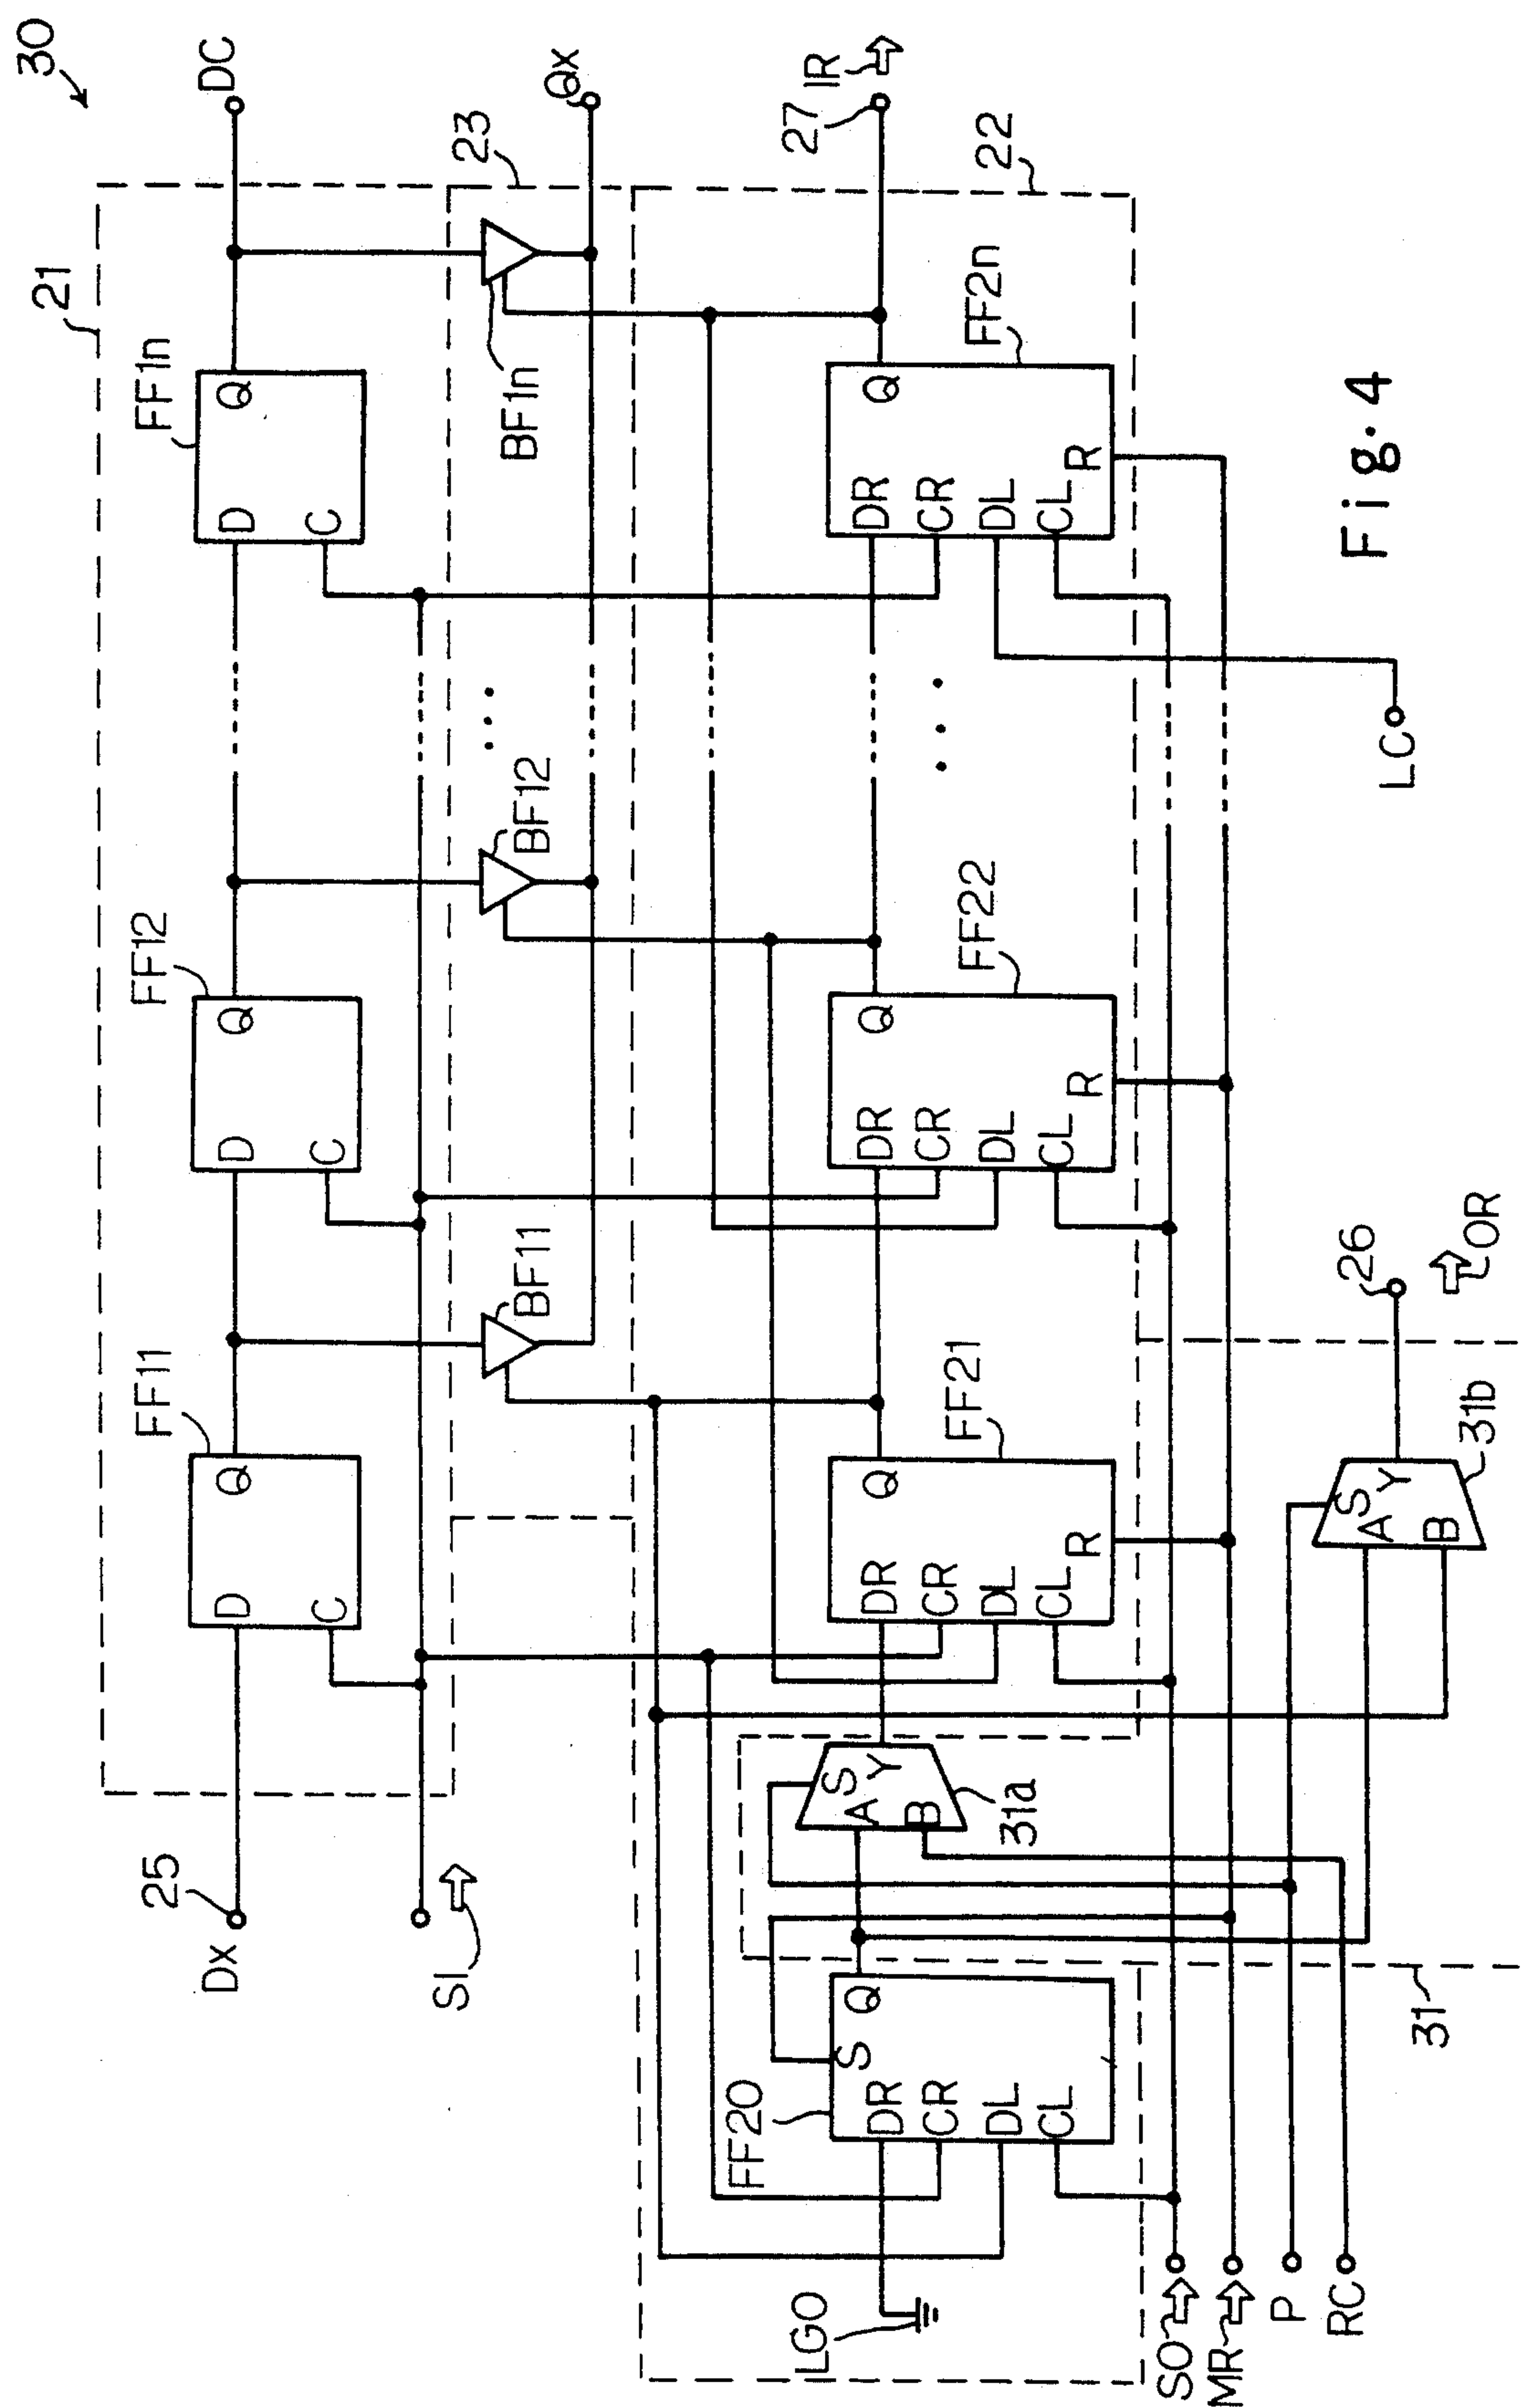 30
21
DC
FF1n
D
Q
C
FF12
D
Q
C
FF11
D
Q
C
25
Dx
SI
23
Qx
BF1n
BF12
BF11
...
22
27
IR
FF2n
Q
DR
CR
DL
CL
R
FF22
Q
DR
CR
DL
CL
R
...
FF21
Q
DR
CR
DL
CL
R
31a
S
A
Y
B
FF20
S
Q
DR
CR
DL
CL
LG0
SO
MR
P
RC
31
31b
S
A
Y
B
26
OR
LC
Fig. 4